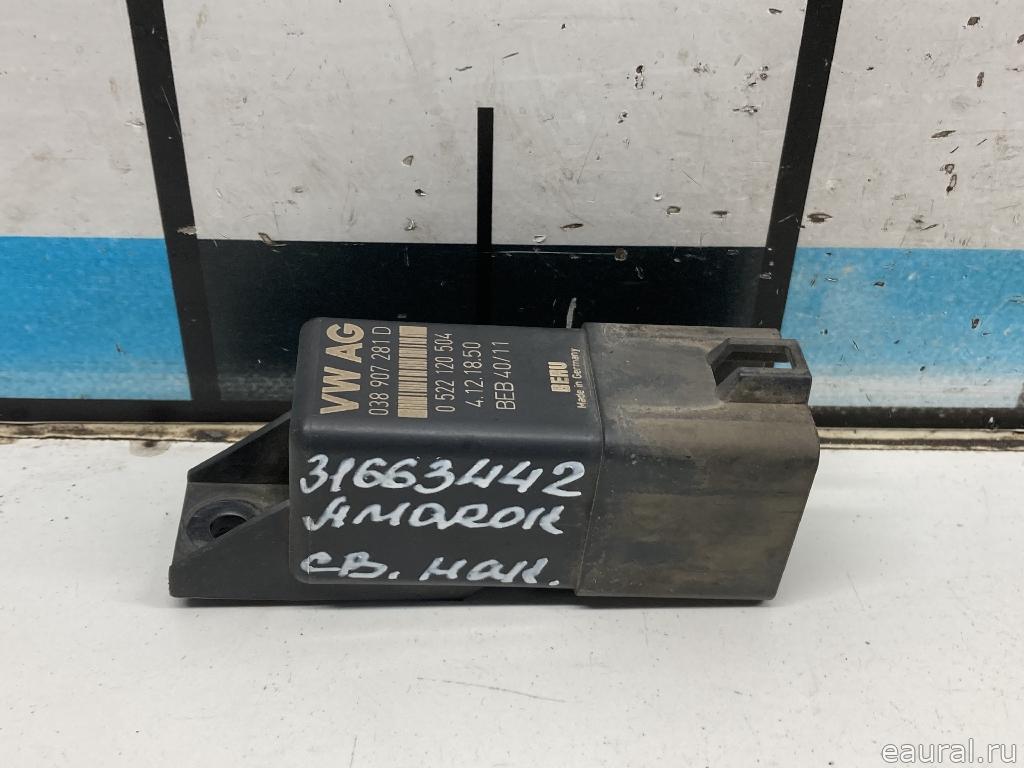 VW AG
038 907 281 D
0 522 120 504
4.12.18.50
BEB 40/11
BERU
Made in Germany
31663442
AMAROK
СВ. НАК.
eaural.ru